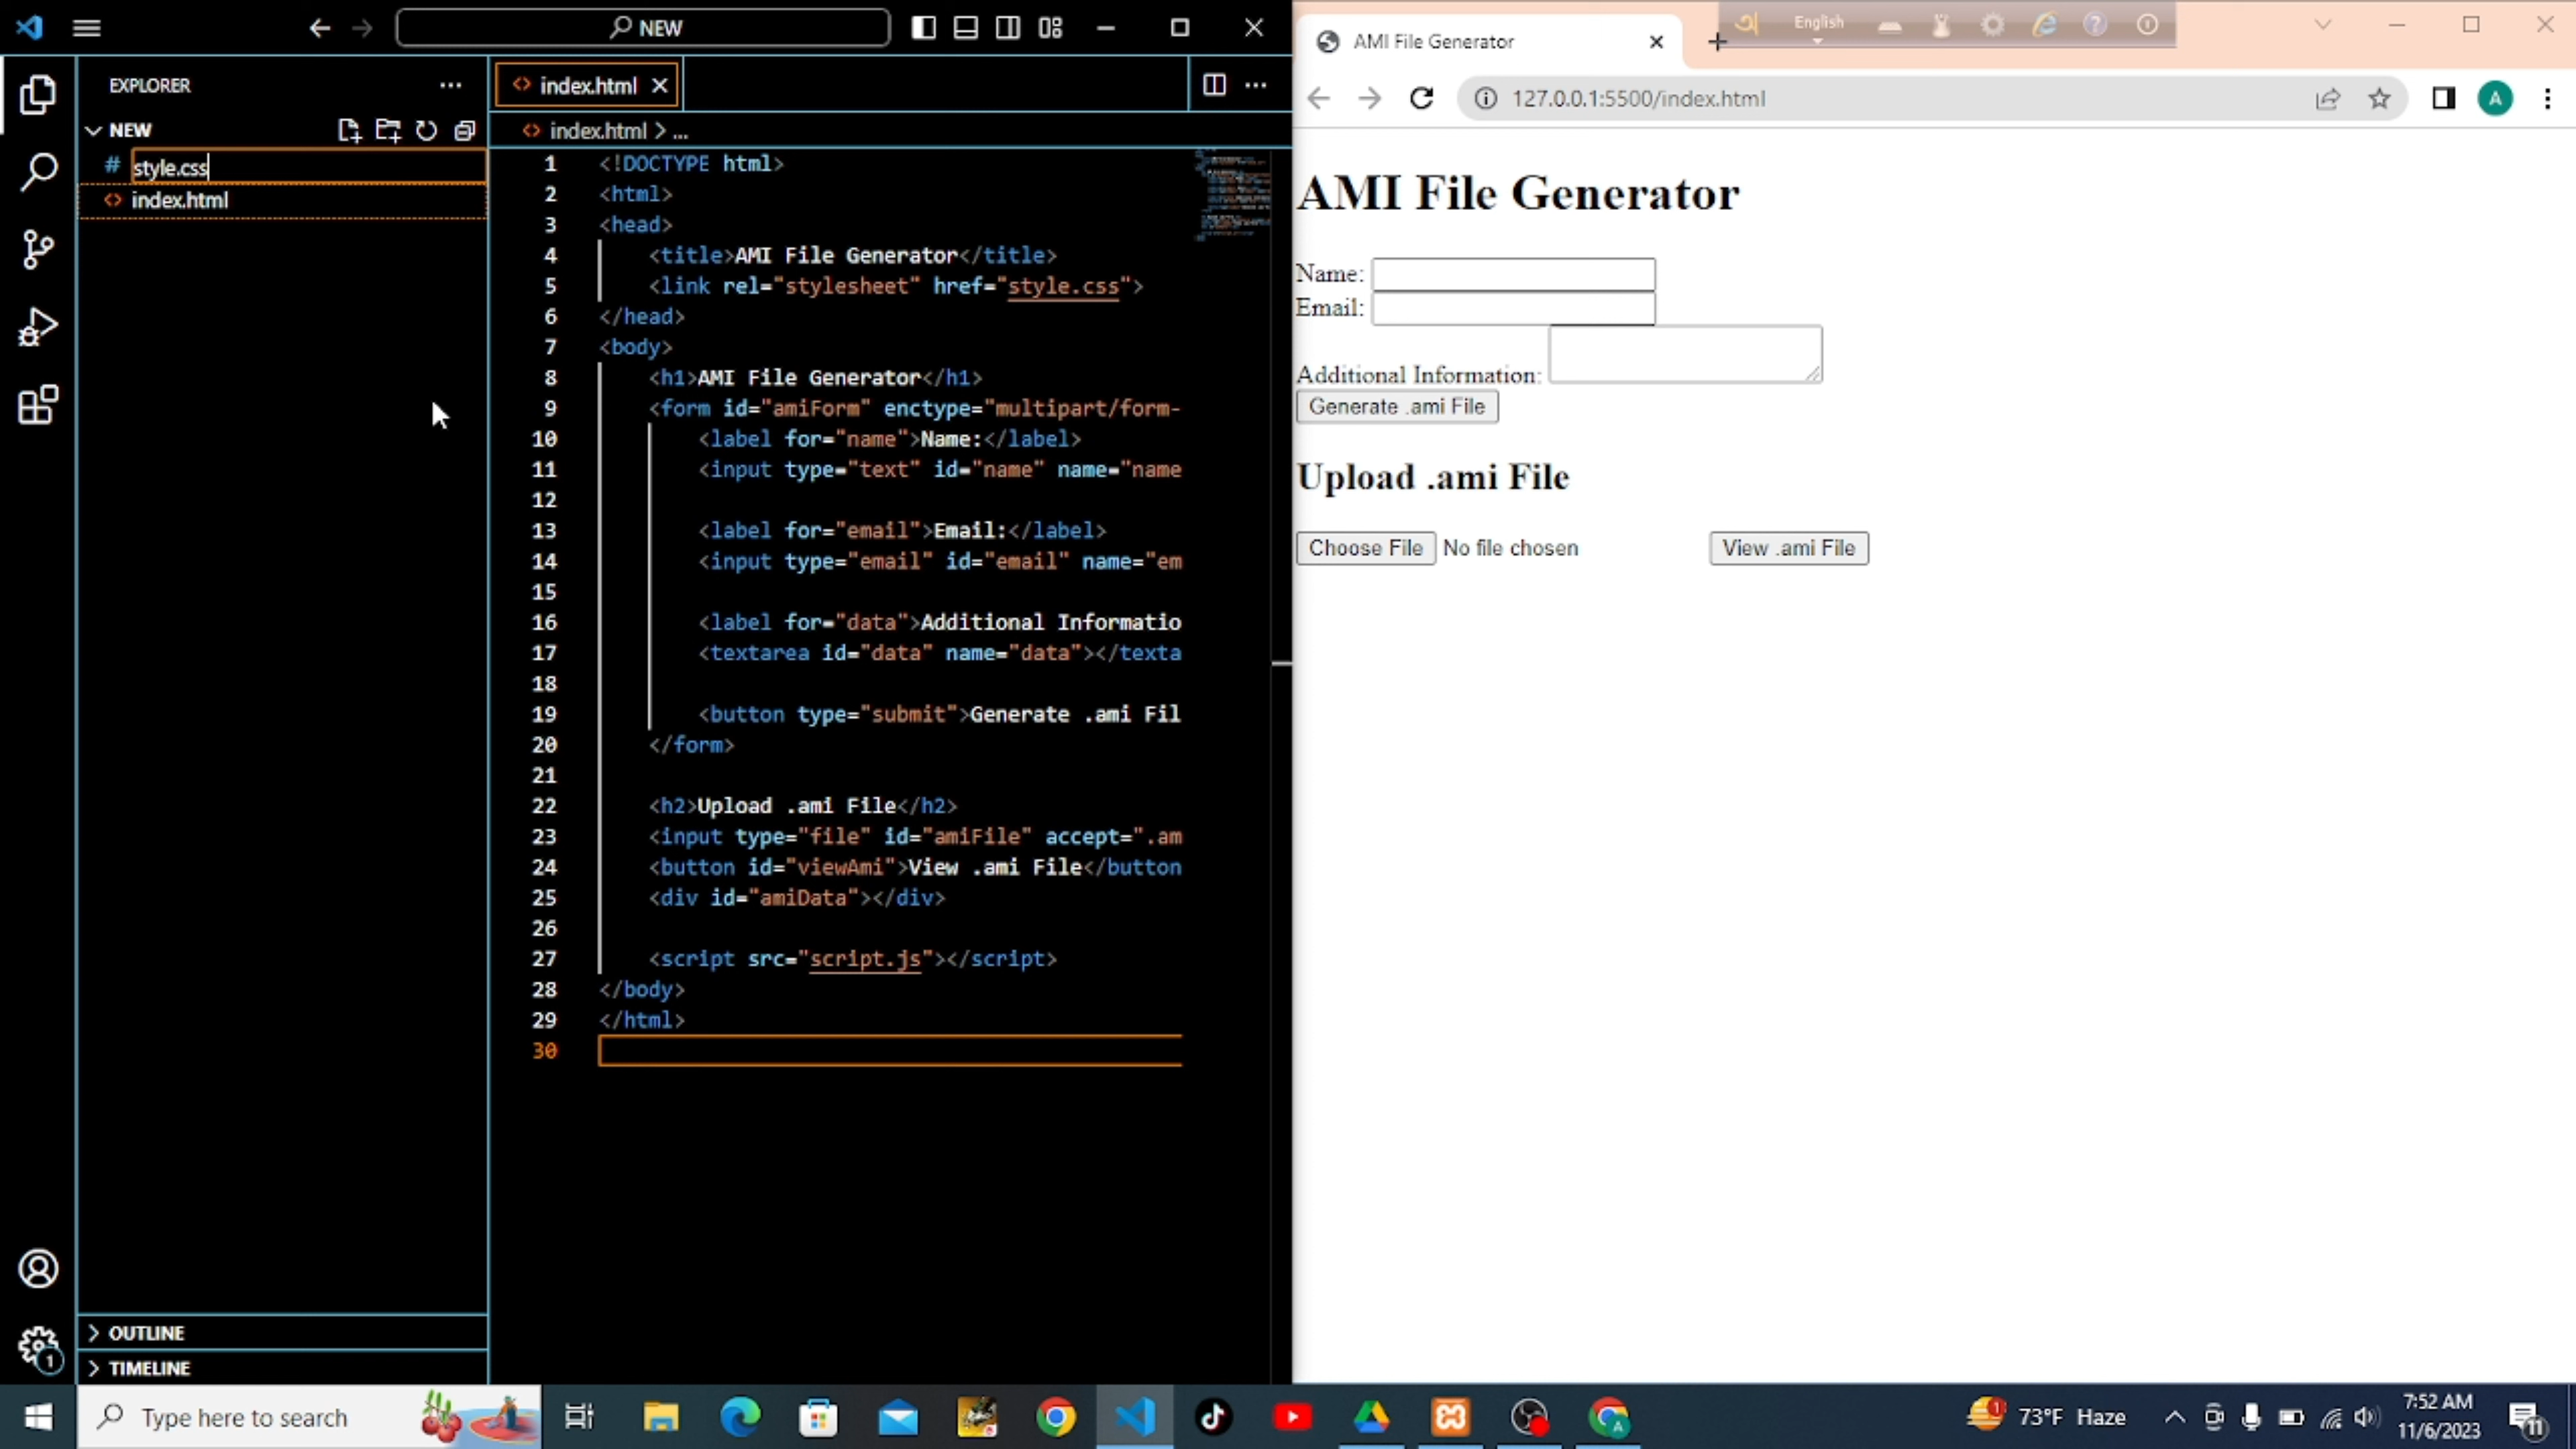 NEW
EXPLORER
NEW
style.css
index.html
OUTLINE
TIMELINE
1
index.html
index.html > ...
1 <!DOCTYPE html>
2 <html>
3 <head>
4 <title>AMI File Generator</title>
5 <link rel="stylesheet" href="style.css">
6 </head>
7 <body>
8 <h1>AMI File Generator</h1>
9 <form id="amiForm" enctype="multipart/form-
10 <label for="name">Name:</label>
11 <input type="text" id="name" name="name
12
13 <label for="email">Email:</label>
14 <input type="email" id="email" name="em
15
16 <label for="data">Additional Informatio
17 <textarea id="data" name="data"></texta
18
19 <button type="submit">Generate .ami Fil
20 </form>
21
22 <h2>Upload .ami File</h2>
23 <input type="file" id="amiFile" accept=".am
24 <button id="viewAmi">View .ami File</button
25 <div id="amiData"></div>
26
27 <script src="script.js"></script>
28 </body>
29 </html>
30
AMI File Generator
English
127.0.0.1:5500/index.html
A
AMI File Generator
Name:
Email:
Additional Information:
Generate .ami File
Upload .ami File
Choose File No file chosen View .ami File
Type here to search
1
73°F Haze
7:52 AM
11/6/2023
11